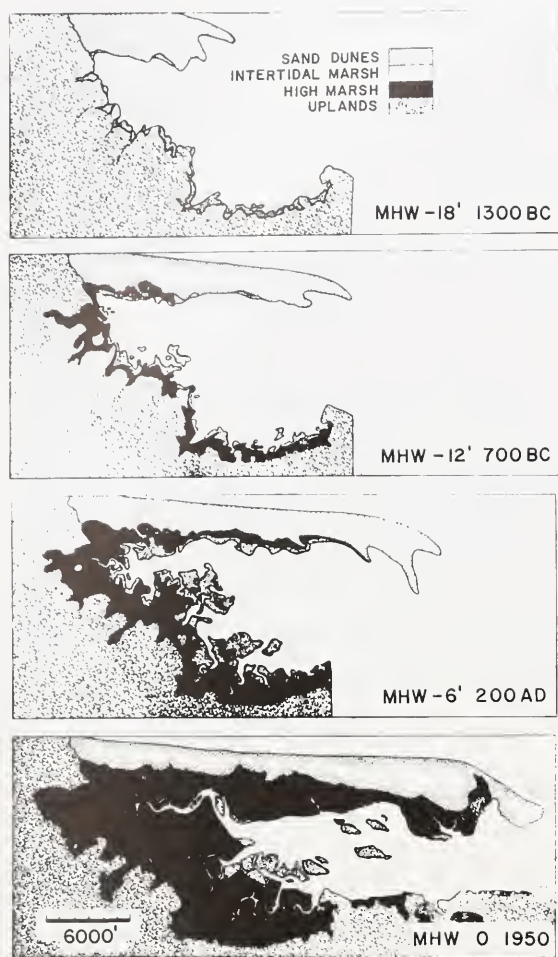 SAND DUNES
INTERTIDAL MARSH
HIGH MARSH
UPLANDS
MHW -18' 1300 BC
MHW -12' 700 BC
MHW -6' 200 AD
6000'
MHW 0 1950